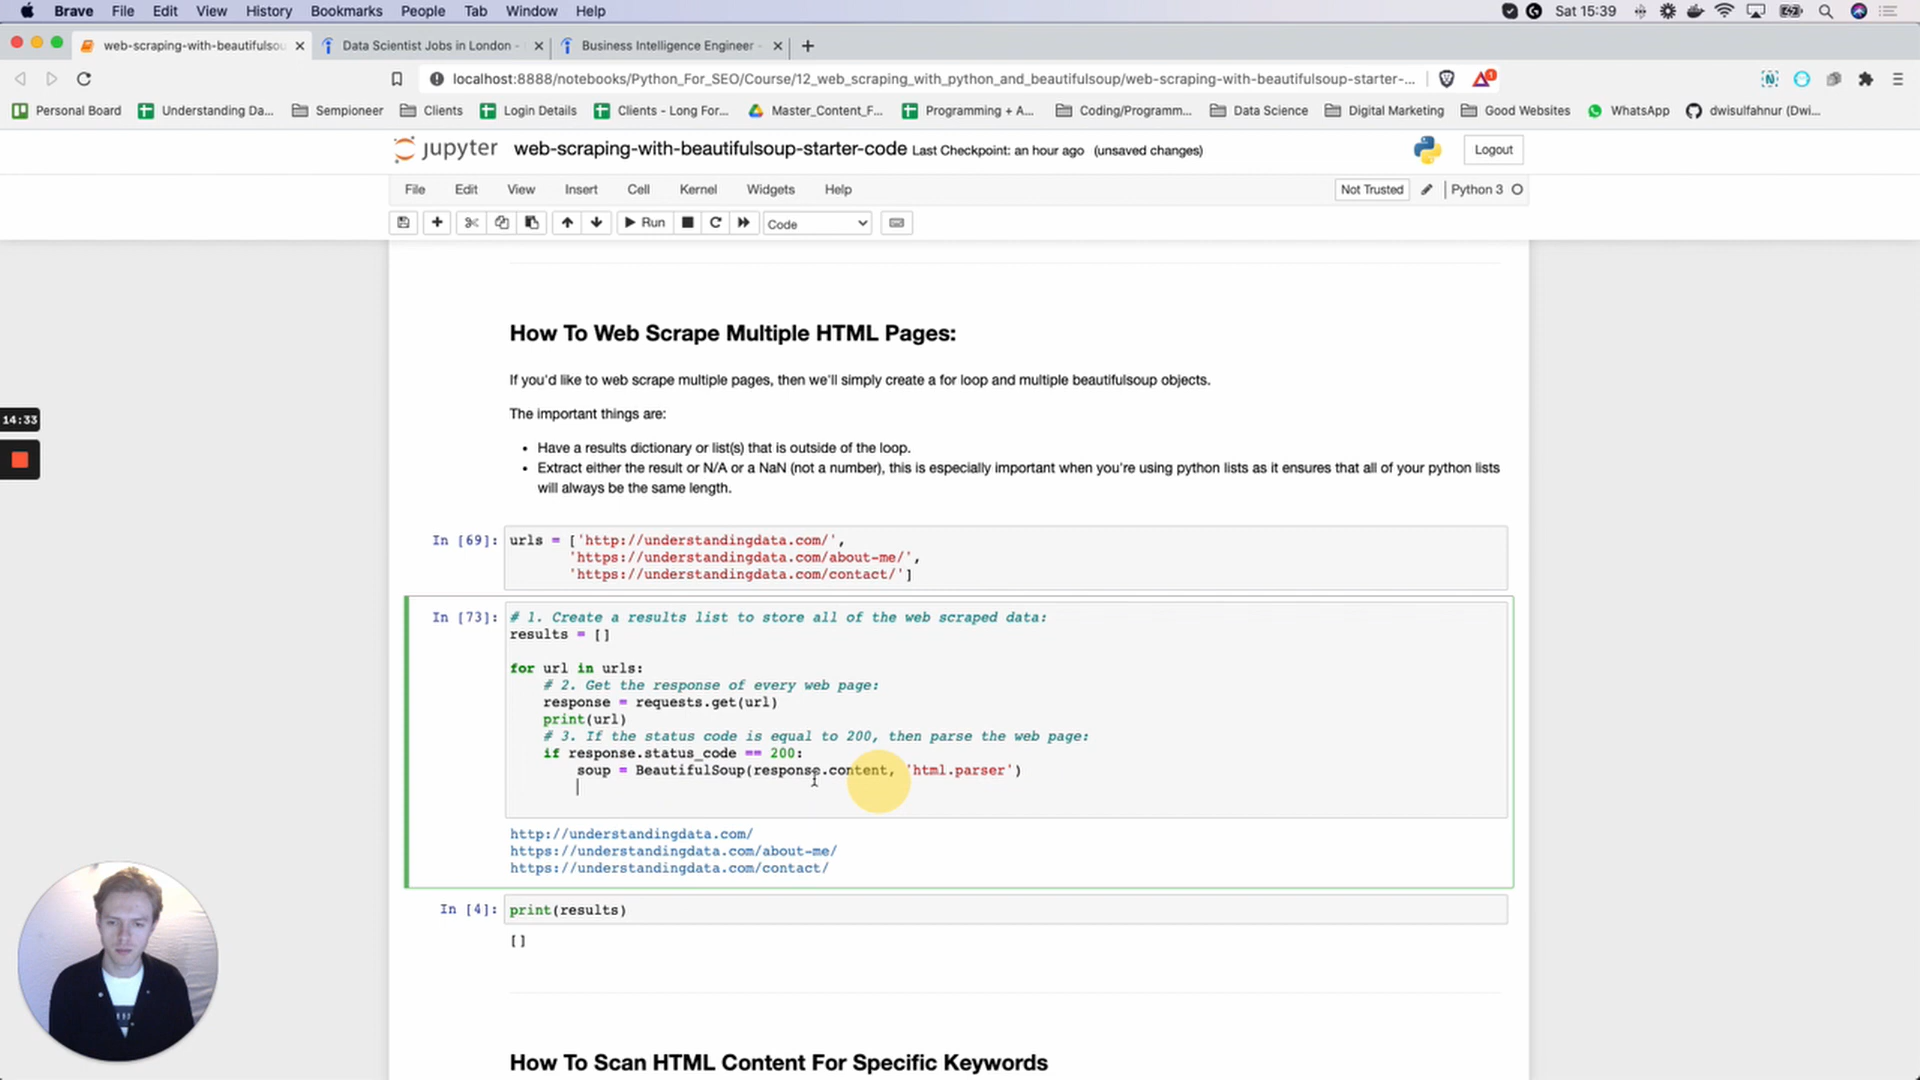 Brave File Edit View History Bookmarks People Tab Window Help Sat 15:39
web-scraping-with-beautifulsou Data Scientist Jobs in London - Business Intelligence Engineer -
localhost:8888/notebooks/Python_For_SEO/Course/12_web_scraping_with_python_and_beautifulsoup/web-scraping-with-beautifulsoup-starter-...
Personal Board Understanding Da... Sempioneer Clients Login Details Clients - Long For... Master_Content_F... Programming + A... Coding/Programm... Data Science Digital Marketing Good Websites WhatsApp dwisulfahnur (Dwi...
jupyter web-scraping-with-beautifulsoup-starter-code Last Checkpoint: an hour ago (unsaved changes) Logout
File Edit View Insert Cell Kernel Widgets Help Not Trusted Python 3
Run Code
How To Web Scrape Multiple HTML Pages:
If you'd like to web scrape multiple pages, then we'll simply create a for loop and multiple beautifulsoup objects.
The important things are:
• Have a results dictionary or list(s) that is outside of the loop.
• Extract either the result or N/A or a NaN (not a number), this is especially important when you're using python lists as it ensures that all of your python lists
will always be the same length.
14:33
In [69]: urls = ['http://understandingdata.com/',
'https://understandingdata.com/about-me/',
'https://understandingdata.com/contact/']
In [73]: # 1. Create a results list to store all of the web scraped data:
results = []
for url in urls:
# 2. Get the response of every web page:
response = requests.get(url)
print(url)
# 3. If the status code is equal to 200, then parse the web page:
if response.status_code == 200:
soup = BeautifulSoup(response.content, 'html.parser')
http://understandingdata.com/
https://understandingdata.com/about-me/
https://understandingdata.com/contact/
In [4]: print(results)
[]
How To Scan HTML Content For Specific Keywords